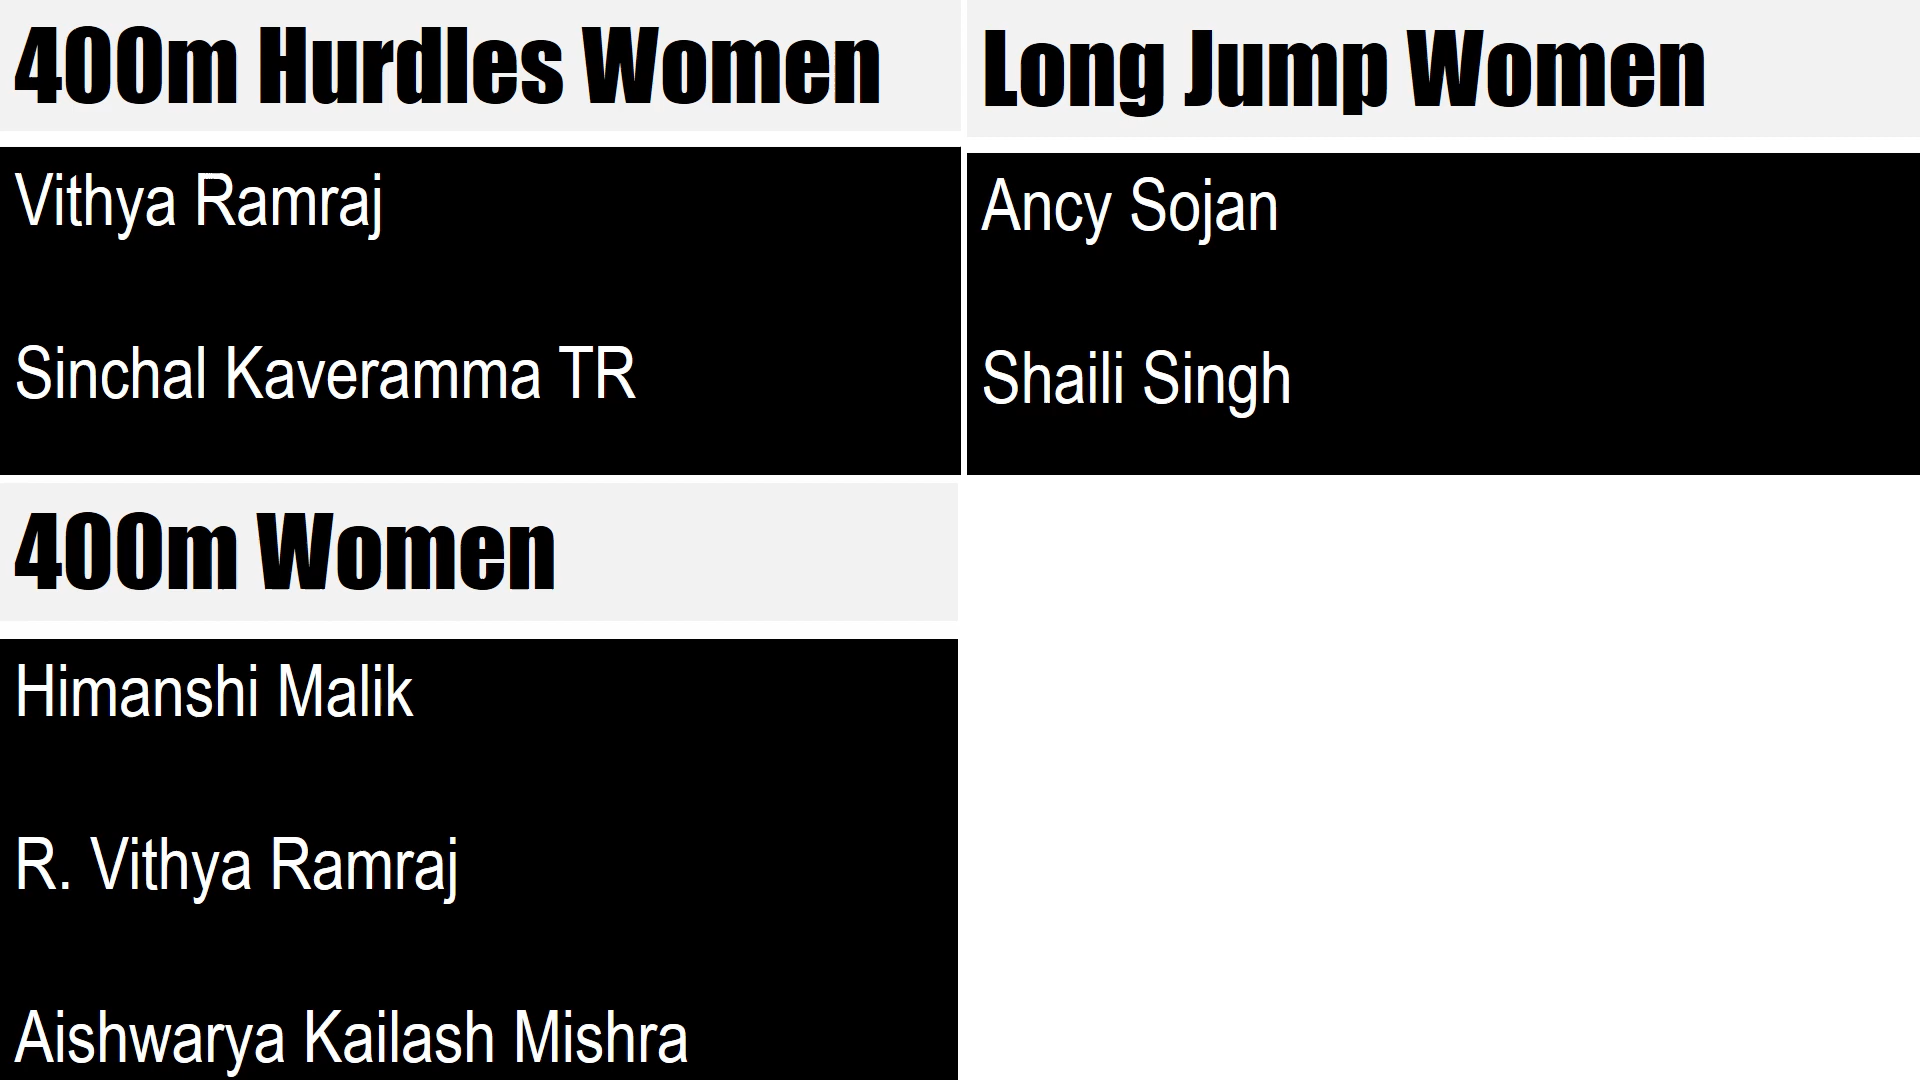 400m Hurdles Women
Vithya Ramraj
Sinchal Kaveramma TR
Long Jump Women
Ancy Sojan
Shaili Singh
400m Women
Himanshi Malik
R. Vithya Ramraj
Aishwarya Kailash Mishra